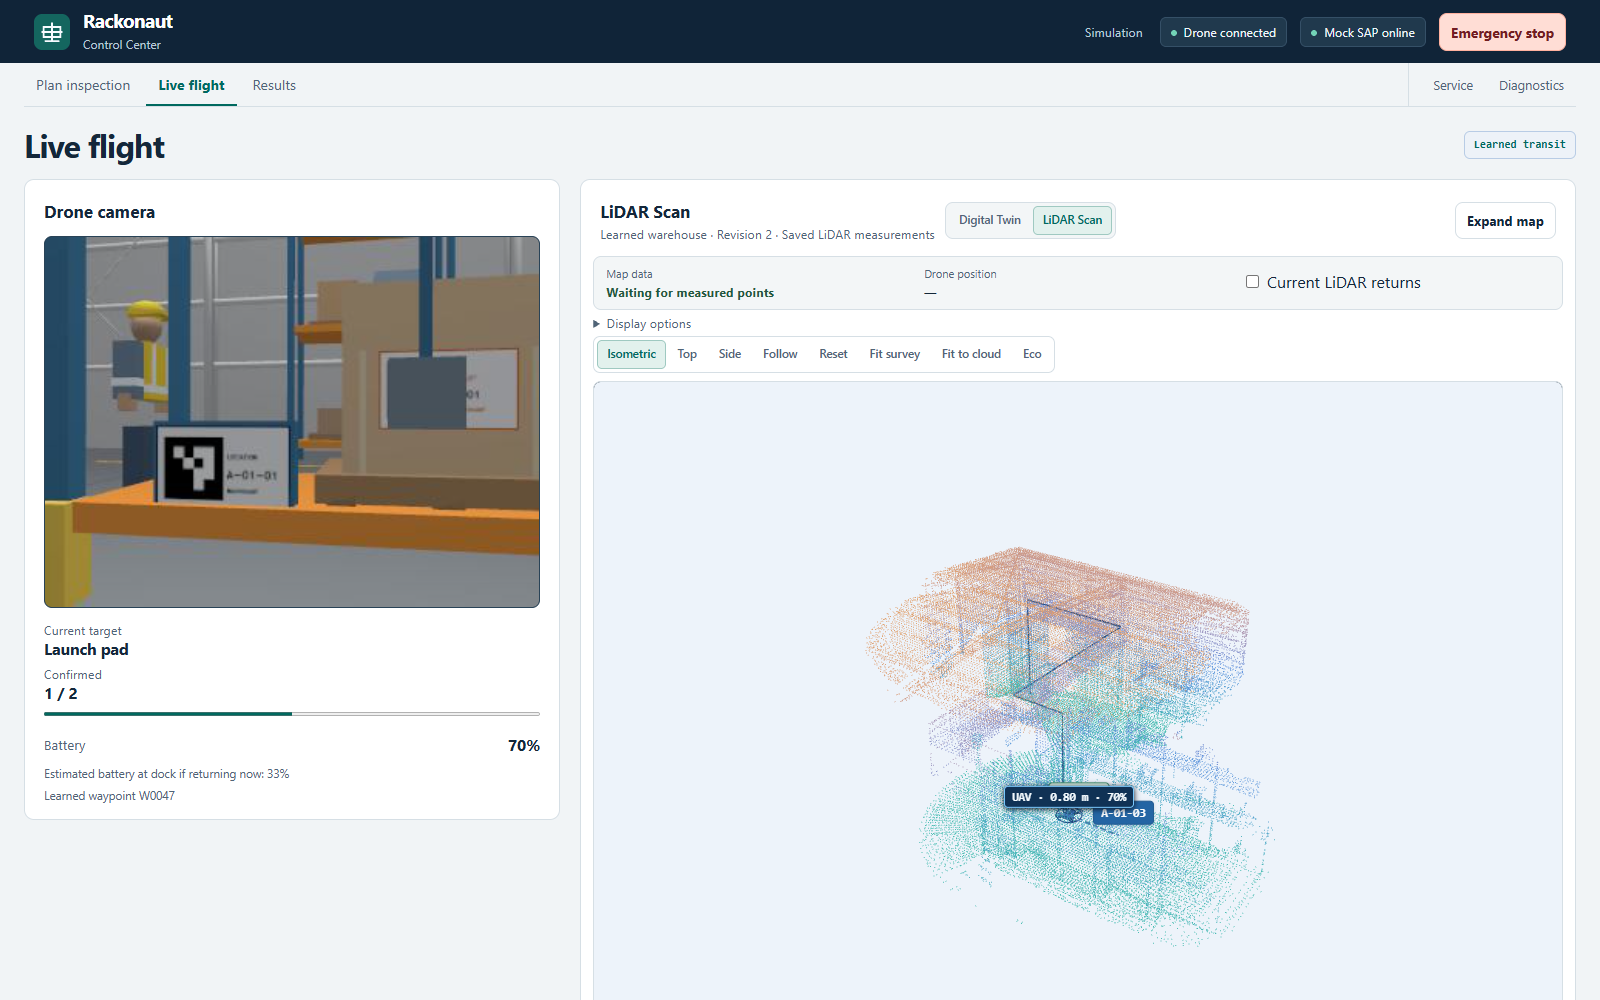 Rackonaut
Control Center
Simulation
Drone connected
Mock SAP online
Emergency stop
Plan inspection
Live flight
Results
Service
Diagnostics
Live flight
Learned transit
Drone camera
LOCATION
A-01-01
01
Current target
Launch pad
Confirmed
1 / 2
Battery
70%
Estimated battery at dock if returning now: 33%
Learned waypoint W0047
LiDAR Scan
Learned warehouse · Revision 2 · Saved LiDAR measurements
Digital Twin
LiDAR Scan
Expand map
Map data
Waiting for measured points
Drone position
—
Current LiDAR returns
Display options
Isometric
Top
Side
Follow
Reset
Fit survey
Fit to cloud
Eco
UAV · 0.80 m · 70%
A-01-03